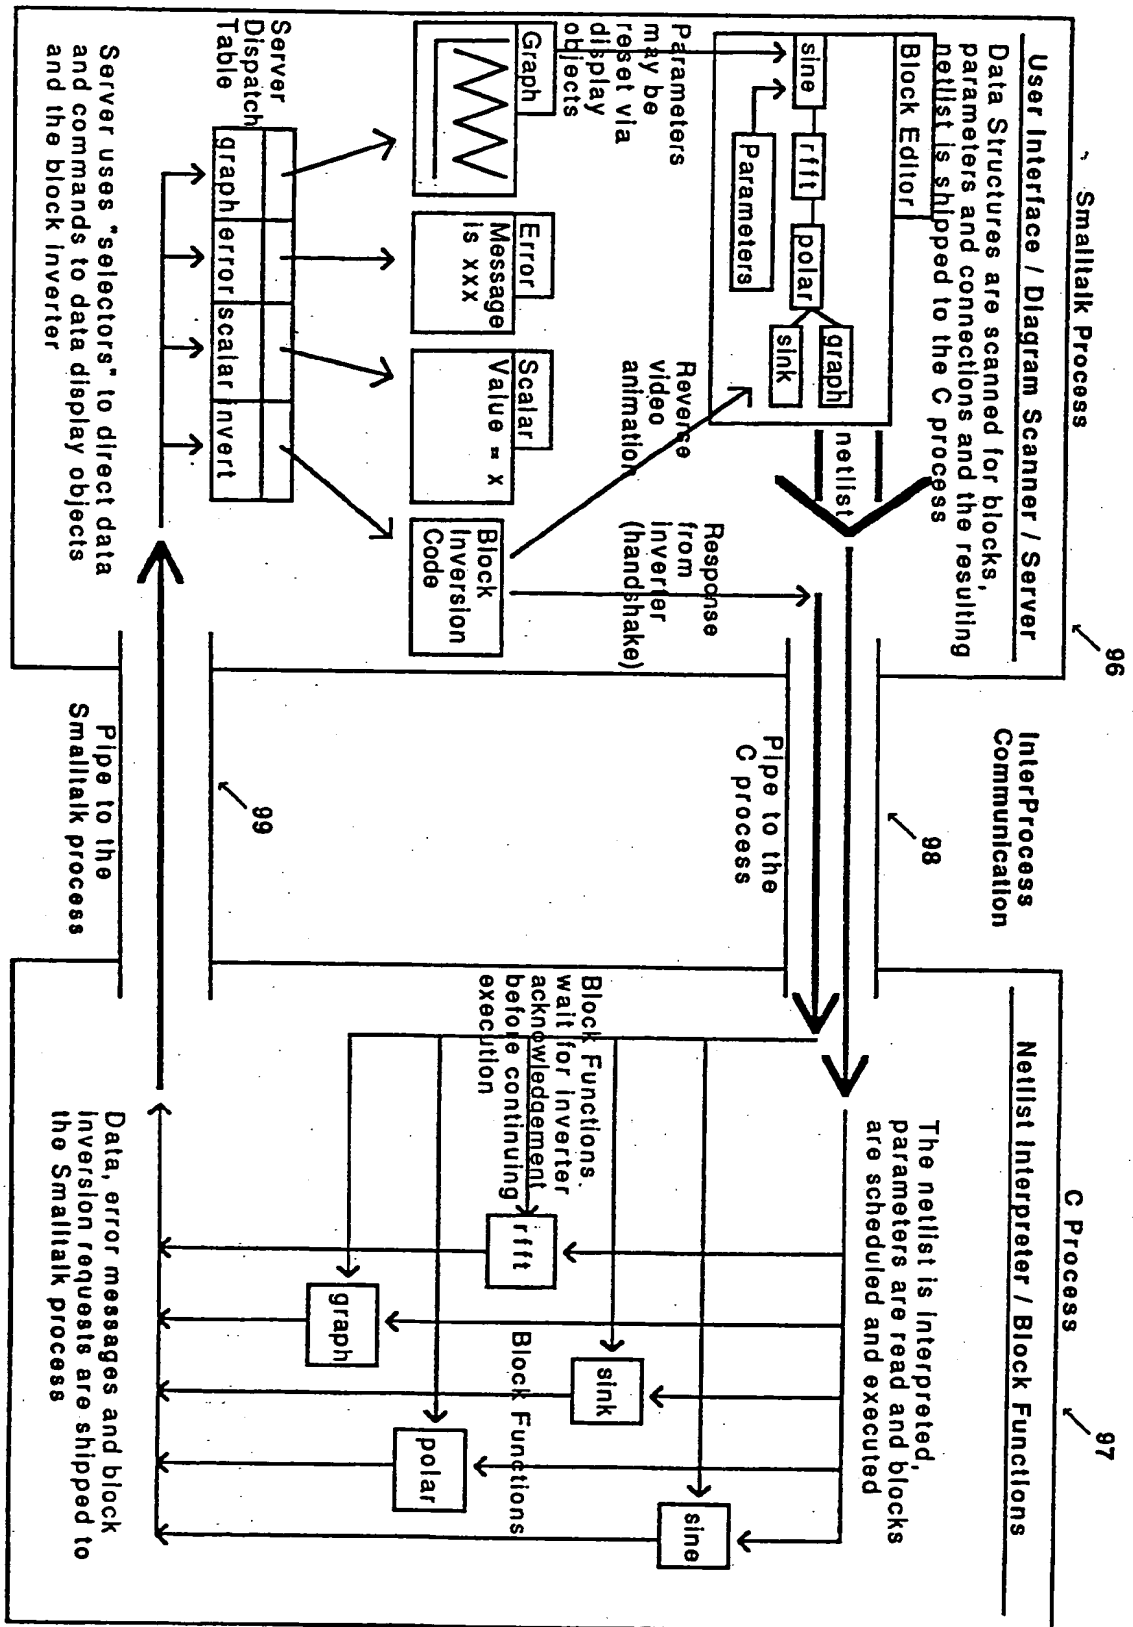 Smalltalk Process
96
User Interface / Diagram Scanner / Server
Data Structures are scanned for blocks,
parameters and connections and the resulting
netlist is shipped to the C process
Block Editor
sine
rfft
polar
graph
sink
Parameters
netlist
Parameters
may be
reset via
display
objects
Reverse
video
animation
Response
from
inverter
(handshake)
Graph
Error
Message
is xxx
Scalar
Value = x
Block
Inversion
Code
Server
Dispatch
Table
graph
error
scalar
invert
Server uses "selectors" to direct data
and commands to data display objects
and the block inverter
InterProcess
Communication
98
Pipe to the
C process
99
Pipe to the
Smalltalk process
C Process
97
Netlist Interpreter / Block Functions
The netlist is interpreted,
parameters are read and blocks
are scheduled and executed
Block Functions
wait for inverter
acknowledgement
before continuing
execution
rfft
graph
sink
polar
sine
Block Functions
Data, error messages and block
inversion requests are shipped to
the Smalltalk process